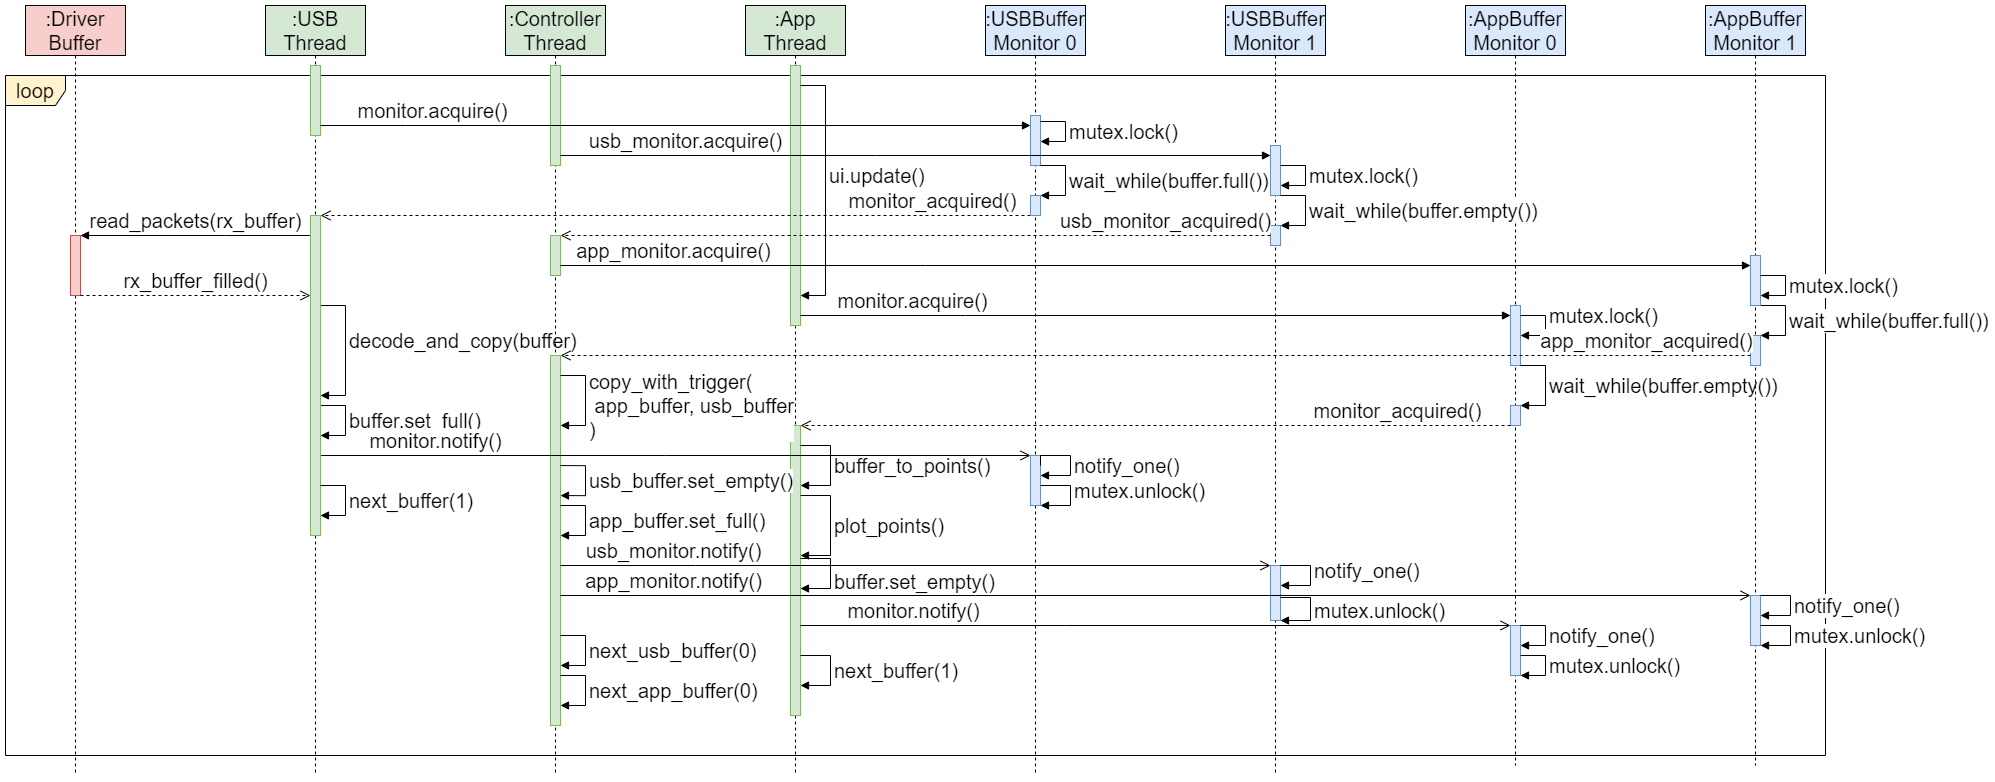 :Driver
Buffer
:USB
Thread
:Controller
Thread
:App
Thread
:USBBuffer
Monitor 0
:USBBuffer
Monitor 1
:AppBuffer
Monitor 0
:AppBuffer
Monitor 1
loop
monitor.acquire()
mutex.lock()
usb_monitor.acquire()
ui.update()
wait_while(buffer.full())
mutex.lock()
monitor_acquired()
wait_while(buffer.empty())
read_packets(rx_buffer)
usb_monitor_acquired()
app_monitor.acquire()
rx_buffer_filled()
mutex.lock()
monitor.acquire()
mutex.lock()
wait_while(buffer.full())
decode_and_copy(buffer)
app_monitor_acquired()
copy_with_trigger(
app_buffer, usb_buffer
)
wait_while(buffer.empty())
monitor_acquired()
buffer.set_full()
monitor.notify()
buffer_to_points()
notify_one()
usb_buffer.set_empty()
mutex.unlock()
next_buffer(1)
app_buffer.set_full()
plot_points()
usb_monitor.notify()
notify_one()
app_monitor.notify()
buffer.set_empty()
monitor.notify()
mutex.unlock()
notify_one()
notify_one()
mutex.unlock()
next_usb_buffer(0)
mutex.unlock()
next_buffer(1)
next_app_buffer(0)